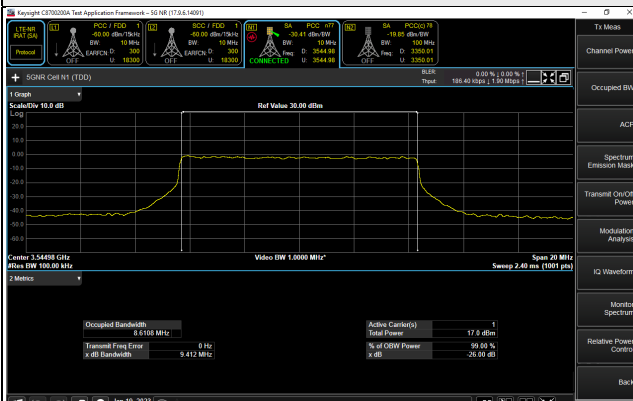 Keysight C8700200A Test Application Framework – 5G NR (17.9.6.14091)
LTE-NR IRAT (SA)
Protocol
L1 PCC / FDD 1
-60.00 dBm/15kHz
BW: 10 MHz
EARFCN: D: 300
OFF U: 18300
L2 SCC / FDD 1
-60.00 dBm/15kHz
BW: 10 MHz
EARFCN: D: 300
OFF U: 18300
N1 SA PCC n77
-30.41 dBm/BW
BW: 10 MHz
Freq: D: 3544.98
CONNECTED U: 3544.98
N2 SA PCC(c) 78
-19.85 dBm/BW
BW: 100 MHz
Freq: D: 3350.01
OFF U: 3350.01
5GNR Cell N1 (TDD)
BLER: 0.00 % ↓ 0.00 % ↑
Thput: 186.40 kbps ↓ 1.90 Mbps ↑
1 Graph
Scale/Div 10.0 dB
Ref Value 30.00 dBm
Log
20.0
10.0
0.00
-10.0
-20.0
-30.0
-40.0
-50.0
-60.0
Center 3.54498 GHz
Video BW 1.0000 MHz*
Span 20 MHz
#Res BW 100.00 kHz
Sweep 2.40 ms (1001 pts)
2 Metrics
Occupied Bandwidth
8.6108 MHz
Transmit Freq Error 0 Hz
x dB Bandwidth 9.412 MHz
Active Carrier(s) 1
Total Power 17.0 dBm
% of OBW Power 99.00 %
x dB -26.00 dB
Tx Meas
Channel Power
Occupied BW
ACP
Spectrum
Emission Mask
Transmit On/Off
Power
Modulation
Analysis
IQ Waveform
Monitor
Spectrum
Relative Power
Control
Back